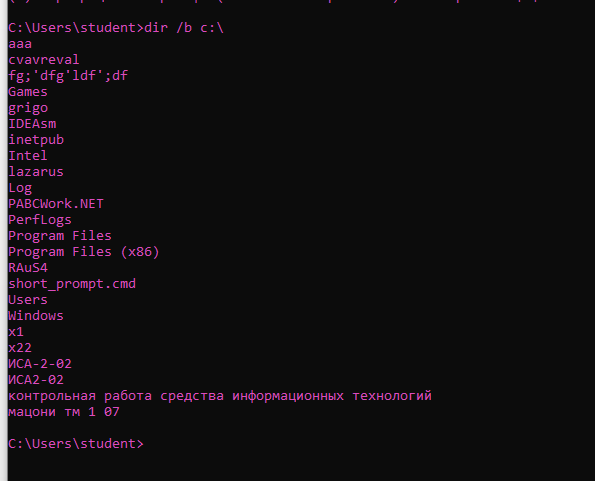 C:\Users\student>dir /b c:\
aaa
cvavreval
fg;'dfg'ldf';df
Games
grigo
IDEAsm
inetpub
Intel
lazarus
Log
PABCWork.NET
PerfLogs
Program Files
Program Files (x86)
RAuS4
short_prompt.cmd
Users
Windows
x1
x22
ИСА-2-02
ИСА2-02
контрольная работа средства информационных технологий
мацони тм 1 07
C:\Users\student>